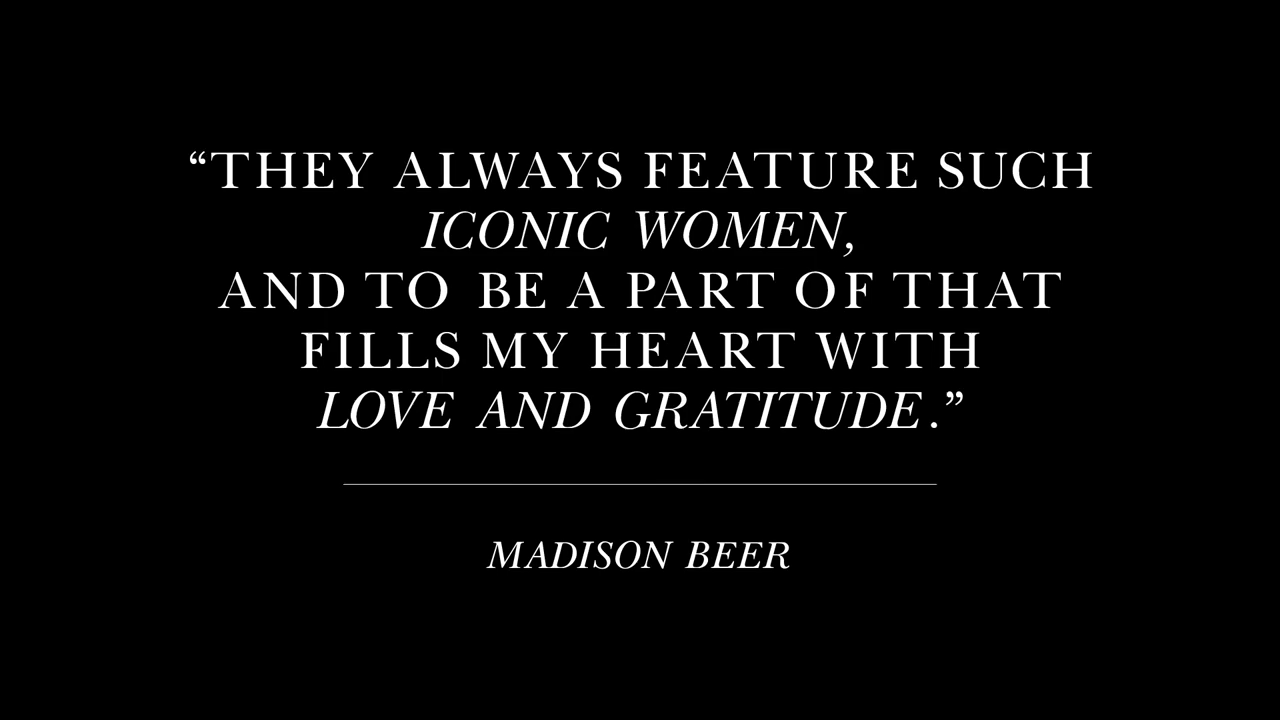 “THEY ALWAYS FEATURE SUCH
ICONIC WOMEN,
AND TO BE A PART OF THAT
FILLS MY HEART WITH
LOVE AND GRATITUDE.”
MADISON BEER